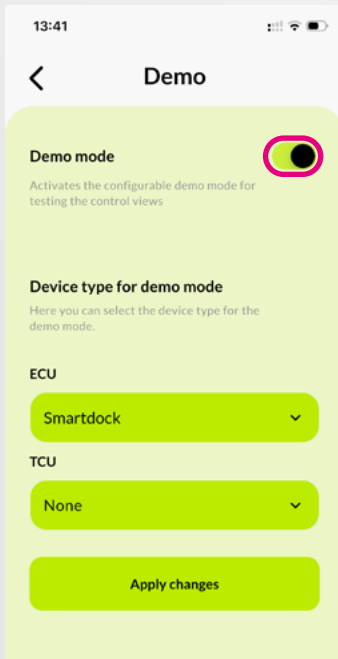 13:41
Demo
Demo mode
Activates the configurable demo mode for
testing the control views
Device type for demo mode
Here you can select the device type for the
demo mode.
ECU
Smartdock
TCU
None
Apply changes